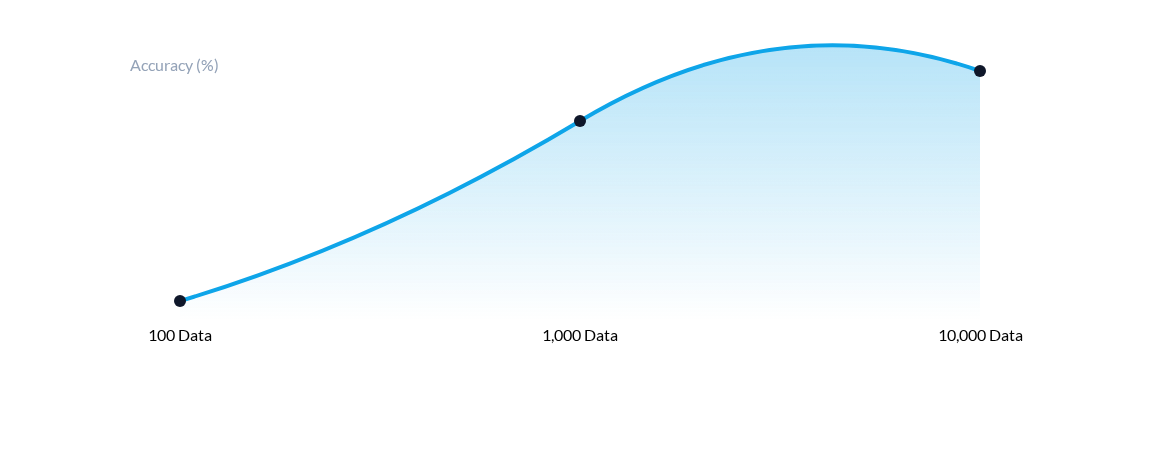 Accuracy (%)
100 Data
1,000 Data
10,000 Data